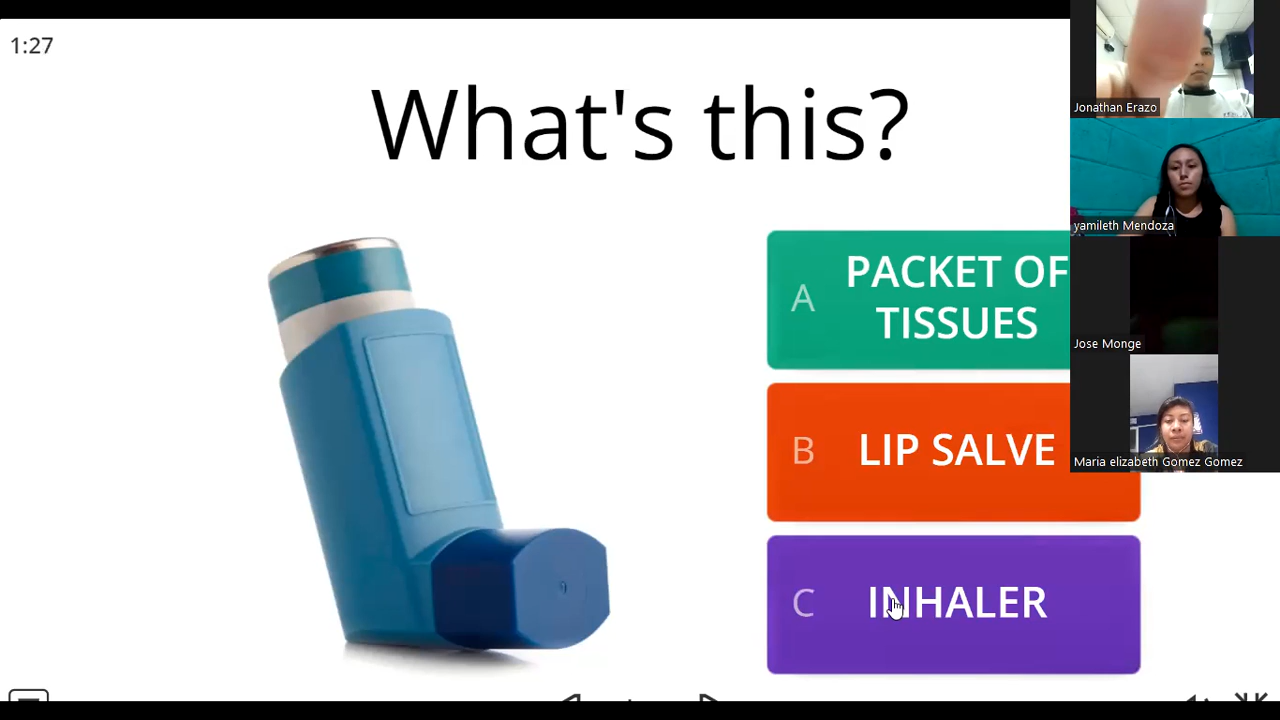 1:27
What's this?
A
PACKET OF
TISSUES
B
LIP SALVE
C
INHALER
Jonathan Erazo
yamileth Mendoza
Jose Monge
Maria elizabeth Gomez Gomez